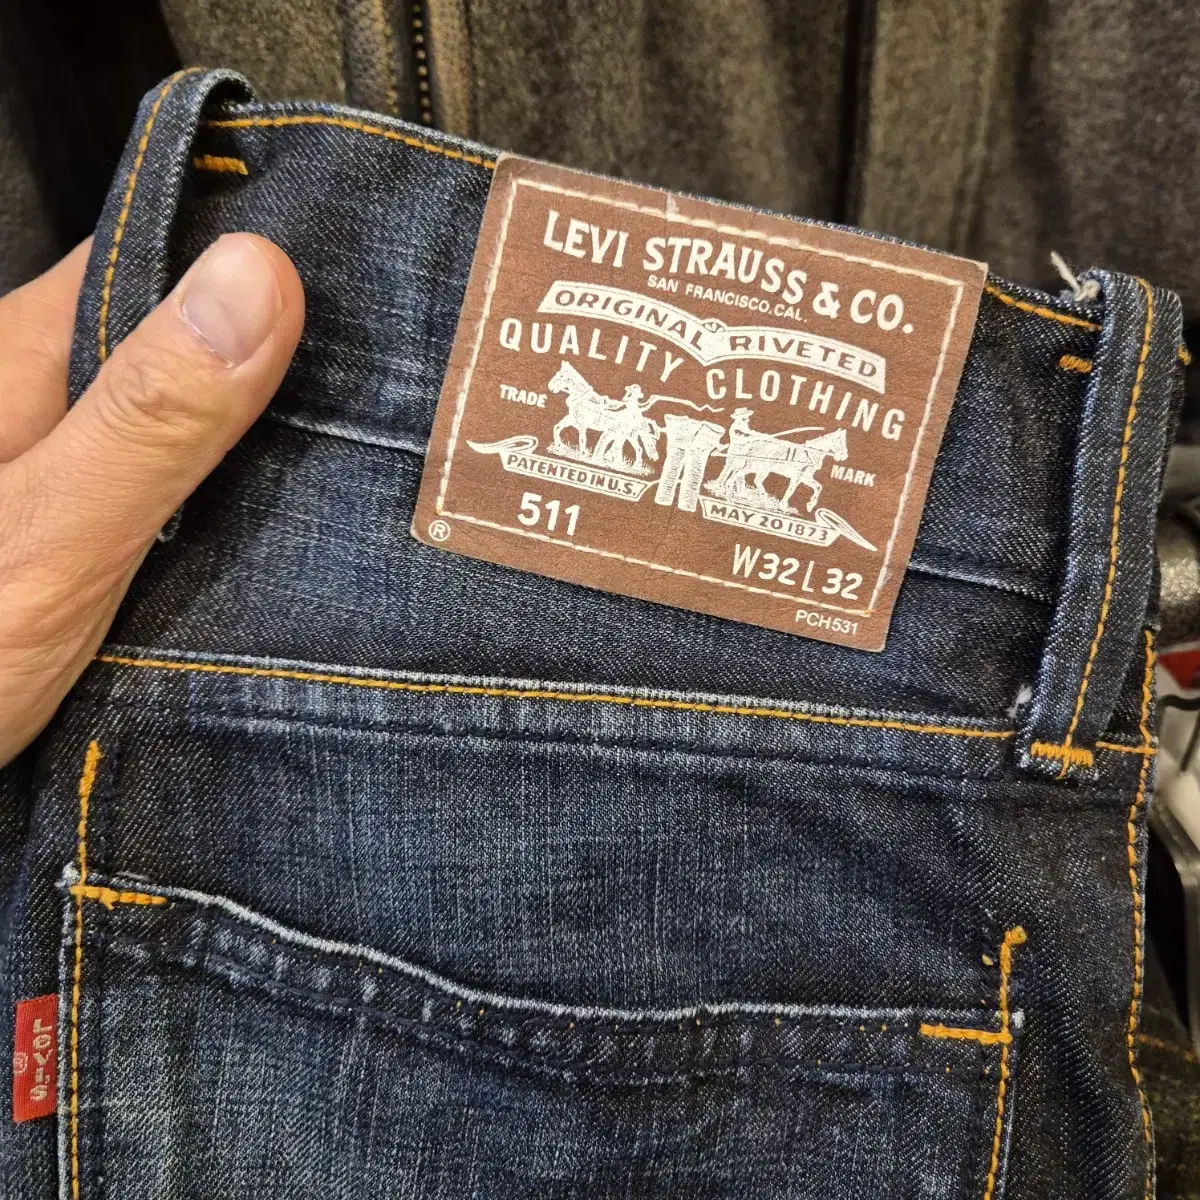 LEVI STRAUSS & CO.
SAN FRANCISCO, CAL.
ORIGINAL RIVETED
QUALITY CLOTHING
TRADE MARK
PATENTED IN U.S. MAY 20 1873
511
W32 L32
®
PCH531
LEVI'S
®